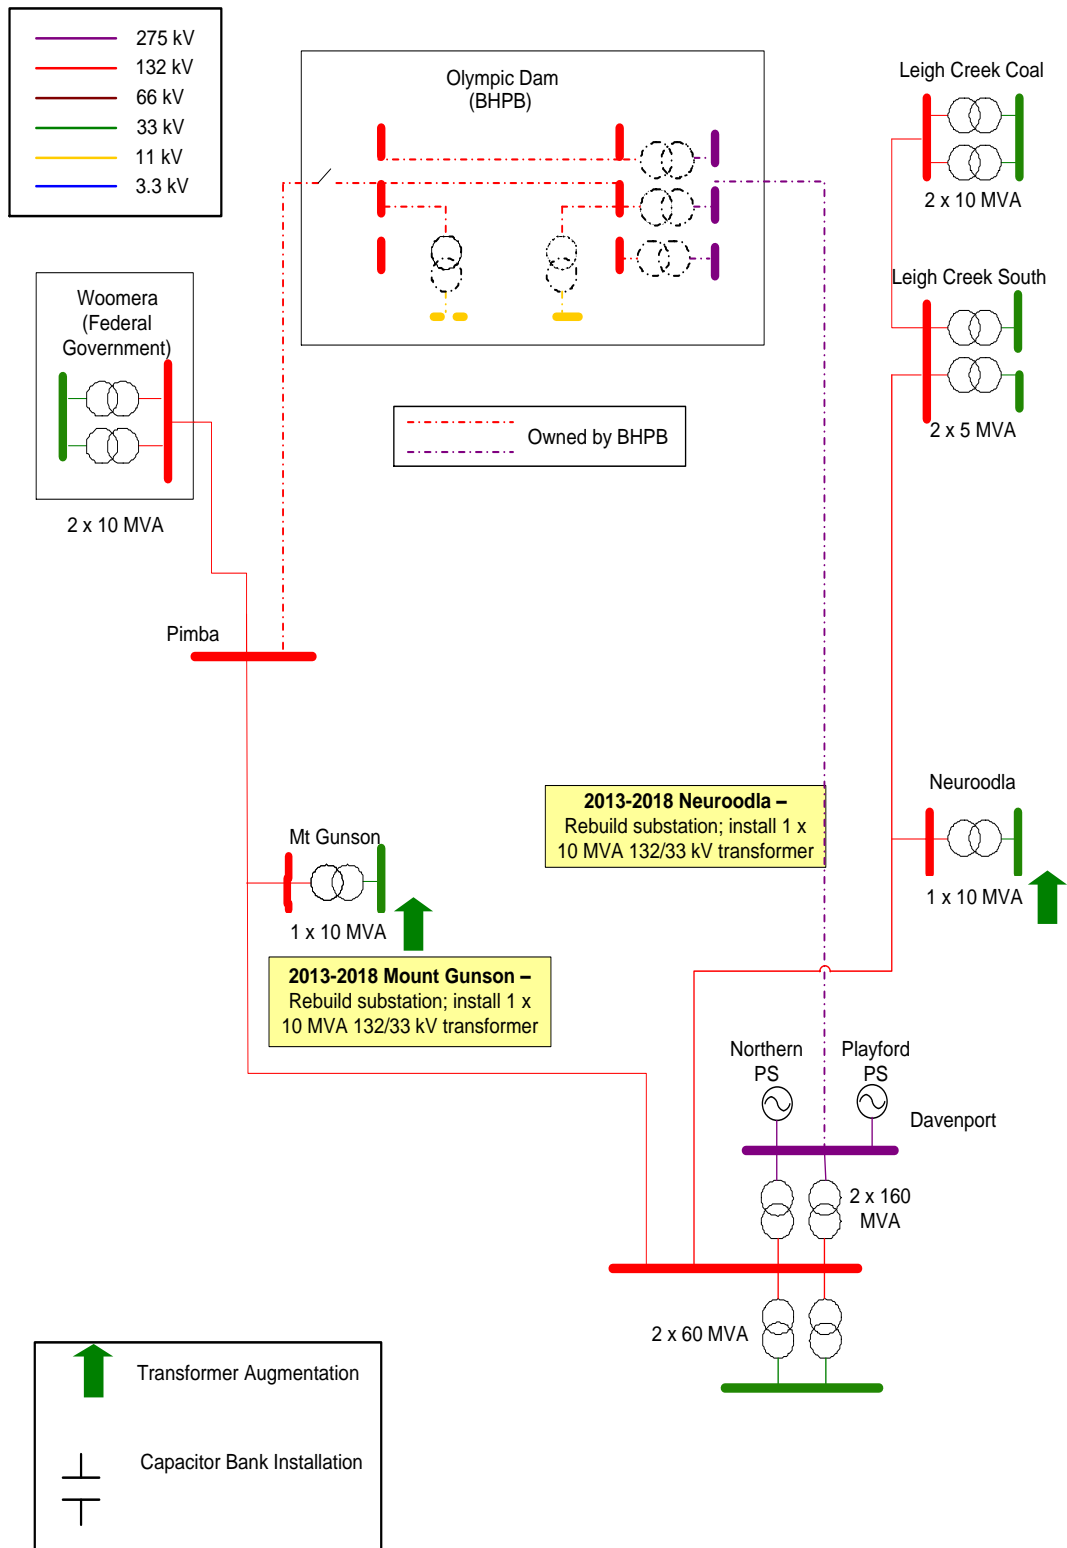 275 kV
132 kV
66 kV
33 kV
11 kV
3.3 kV
Olympic Dam
(BHPB)
Leigh Creek Coal
2 x 10 MVA
Woomera
(Federal
Government)
2 x 10 MVA
Leigh Creek South
2 x 5 MVA
Owned by BHPB
Pimba
Neuroodla
1 x 10 MVA
2013-2018 Neuroodla –
Rebuild substation; install 1 x
10 MVA 132/33 kV transformer
Mt Gunson
1 x 10 MVA
2013-2018 Mount Gunson –
Rebuild substation; install 1 x
10 MVA 132/33 kV transformer
Northern
PS
Playford
PS
Davenport
2 x 160
MVA
2 x 60 MVA
Transformer Augmentation
Capacitor Bank Installation